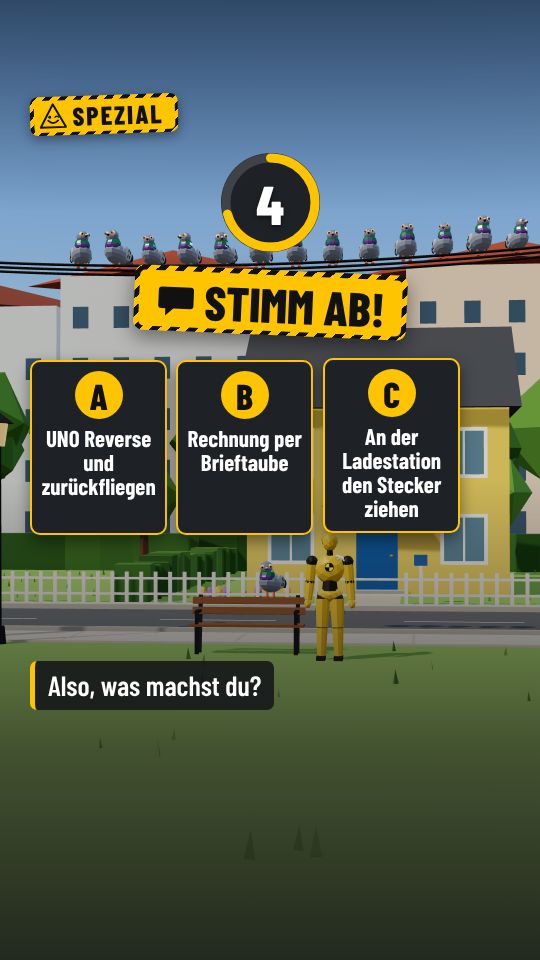 SPEZIAL
4
STIMM AB!
A
UNO Reverse
und
zurückfliegen
B
Rechnung per
Brieftaube
C
An der
Ladestation
den Stecker
ziehen
Also, was machst du?